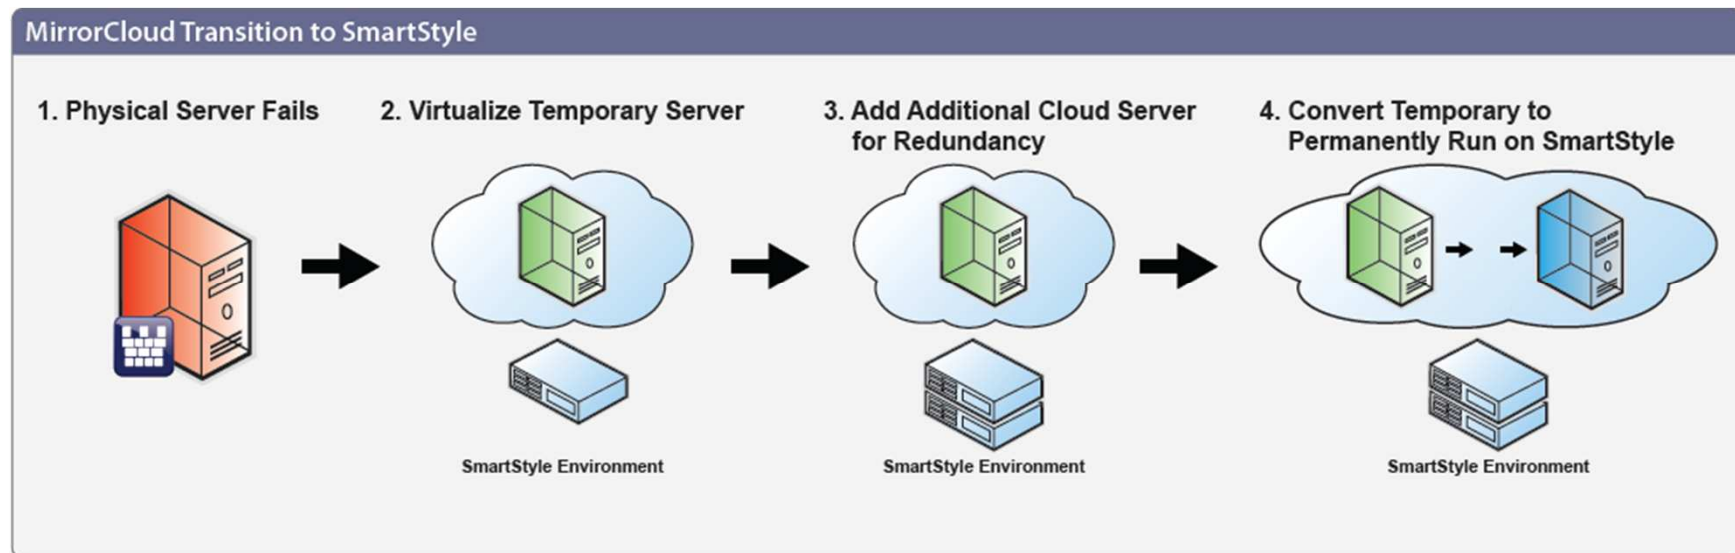 MirrorCloud Transition to SmartStyle
1. Physical Server Fails
2. Virtualize Temporary Server
3. Add Additional Cloud Server
for Redundancy
4. Convert Temporary to
Permanently Run on SmartStyle
SmartStyle Environment
SmartStyle Environment
SmartStyle Environment